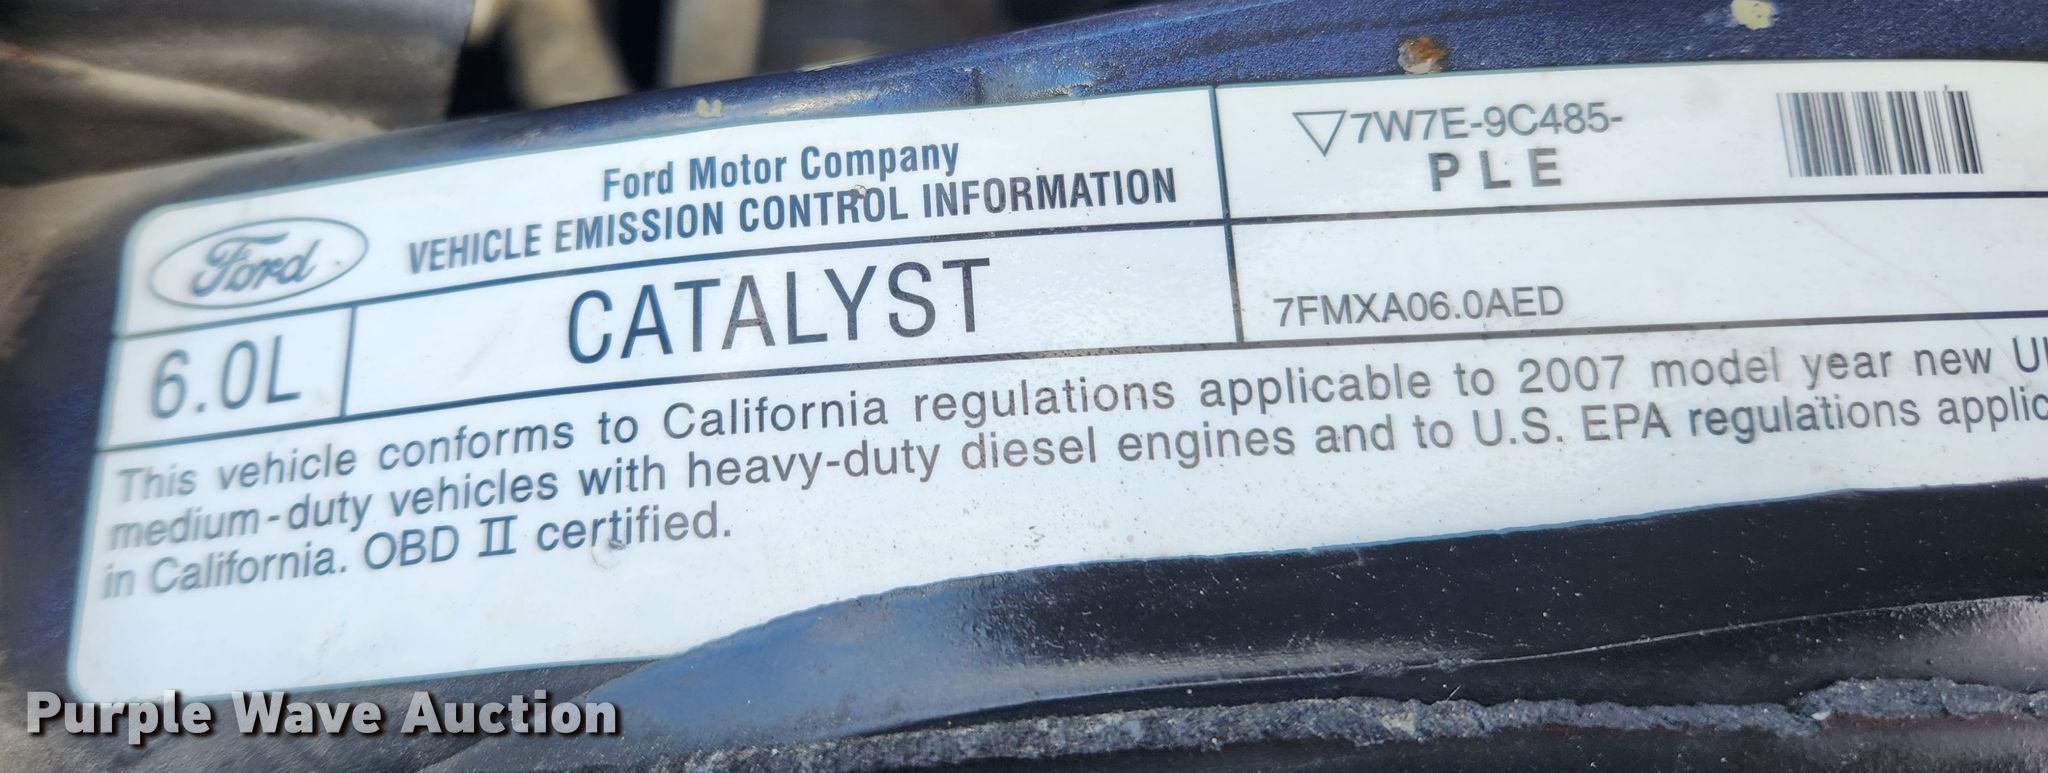 Ford
Ford Motor Company
VEHICLE EMISSION CONTROL INFORMATION
7W7E-9C485-
PLE
6.0L
CATALYST
7FMXA06.0AED
This vehicle conforms to California regulations applicable to 2007 model year new
medium-duty vehicles with heavy-duty diesel engines and to U.S. EPA regulations
in California. OBD II certified.
Purple Wave Auction